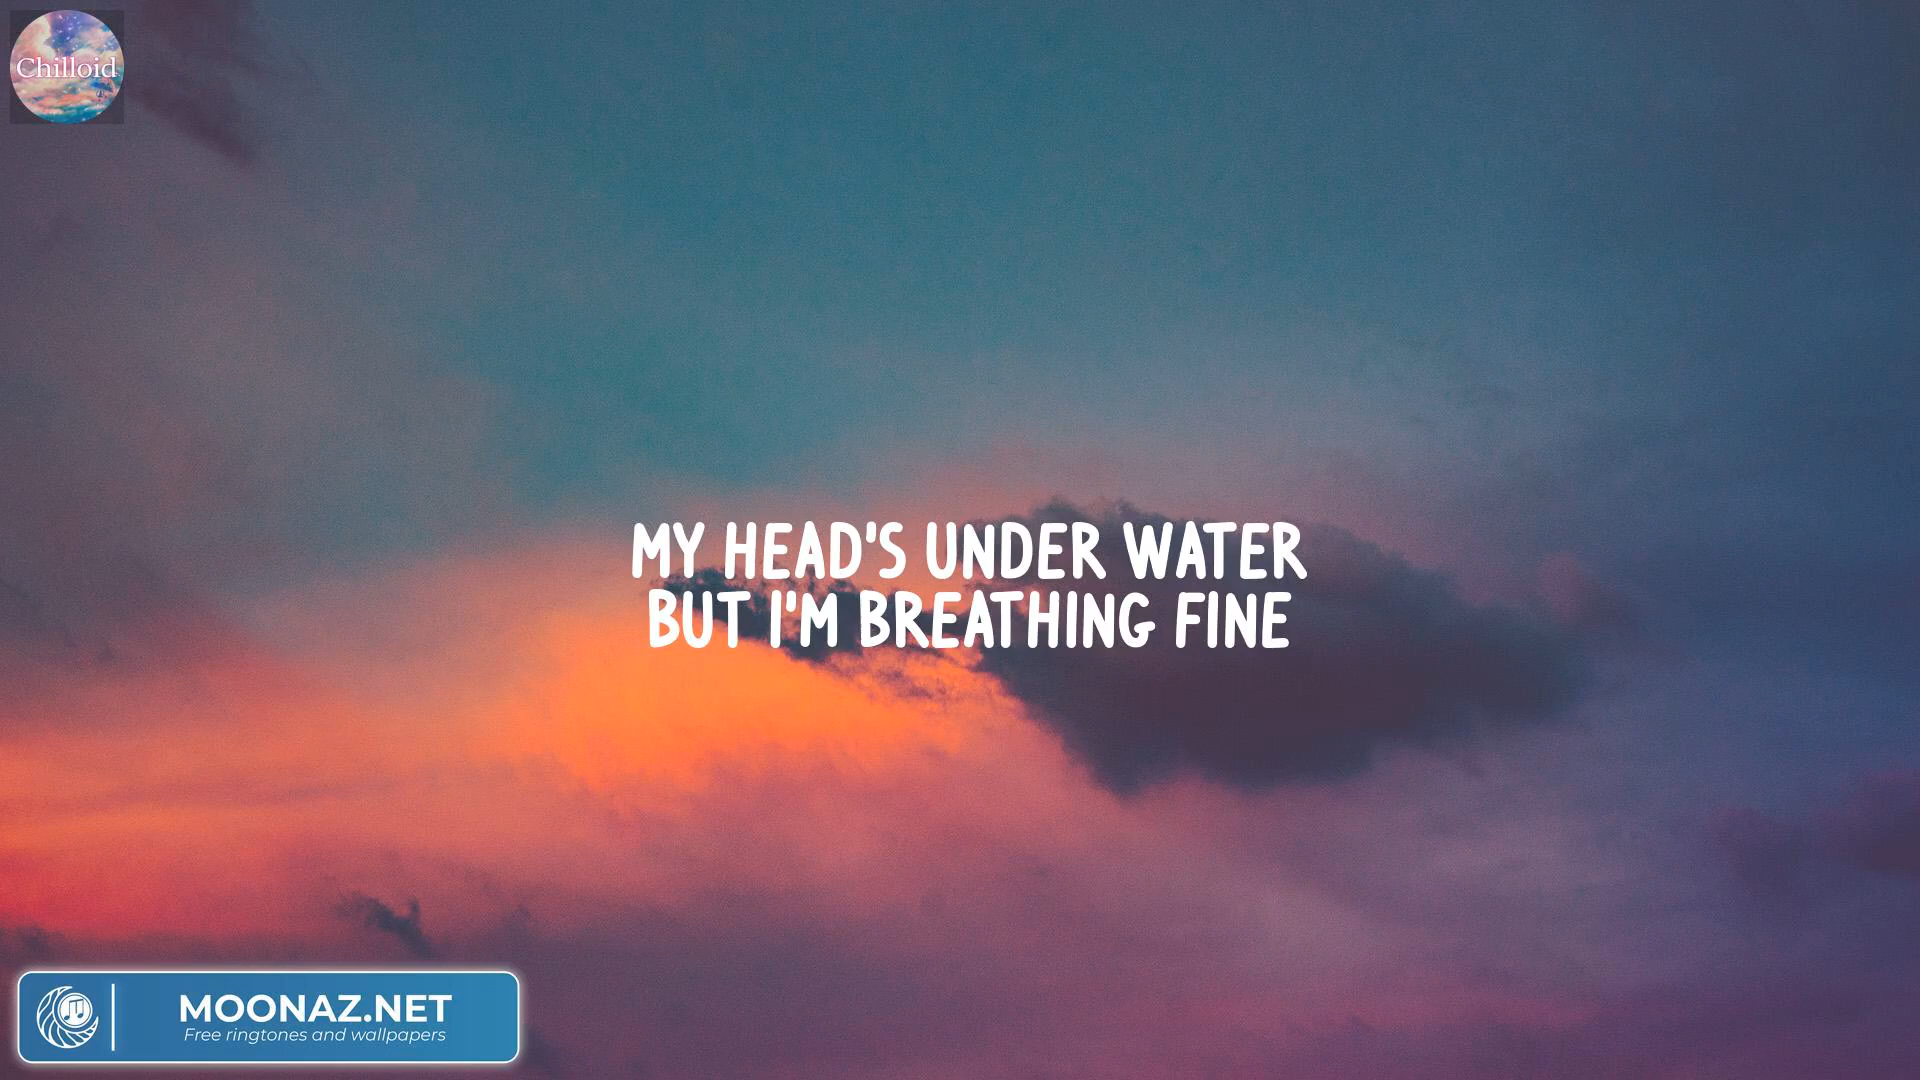 Chilloid
MY HEAD'S UNDER WATER
BUT I'M BREATHING FINE
MOONAZ.NET
Free ringtones and wallpapers